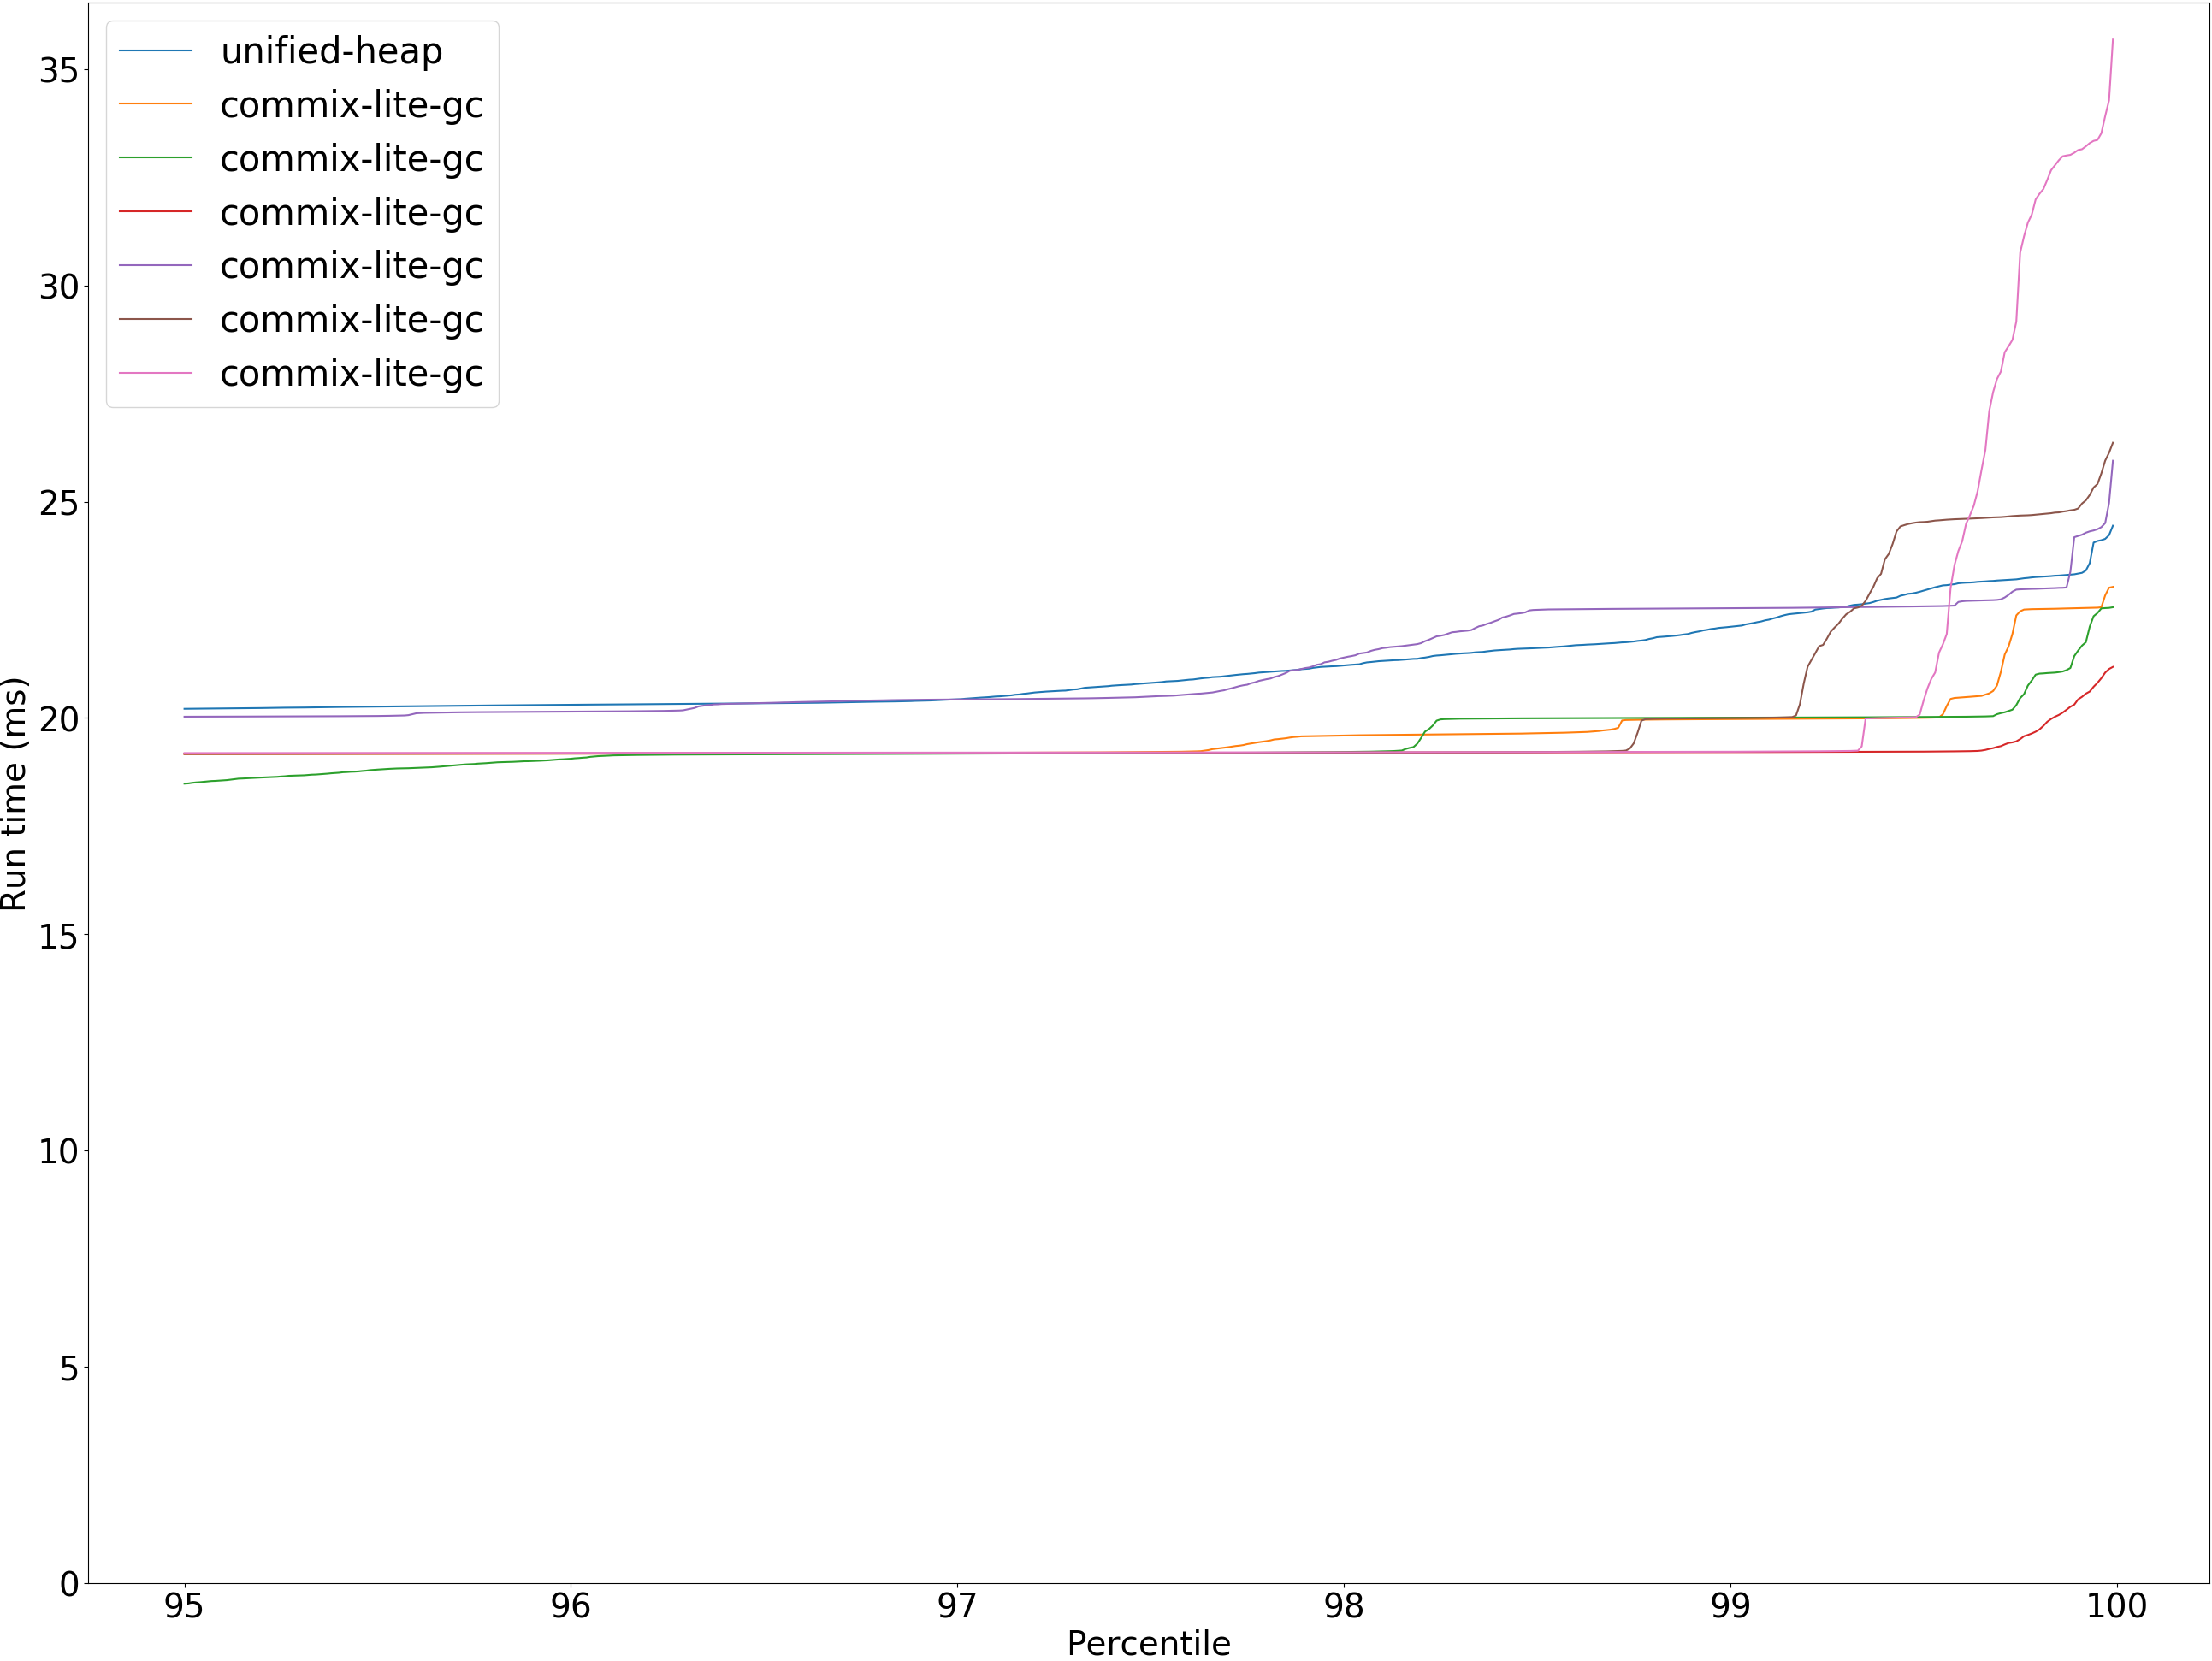 unified-heap
commix-lite-gc
commix-lite-gc
commix-lite-gc
commix-lite-gc
commix-lite-gc
commix-lite-gc
35
30
25
20
15
10
5
0
Run time (ms)
95 96 97 98 99 100
Percentile